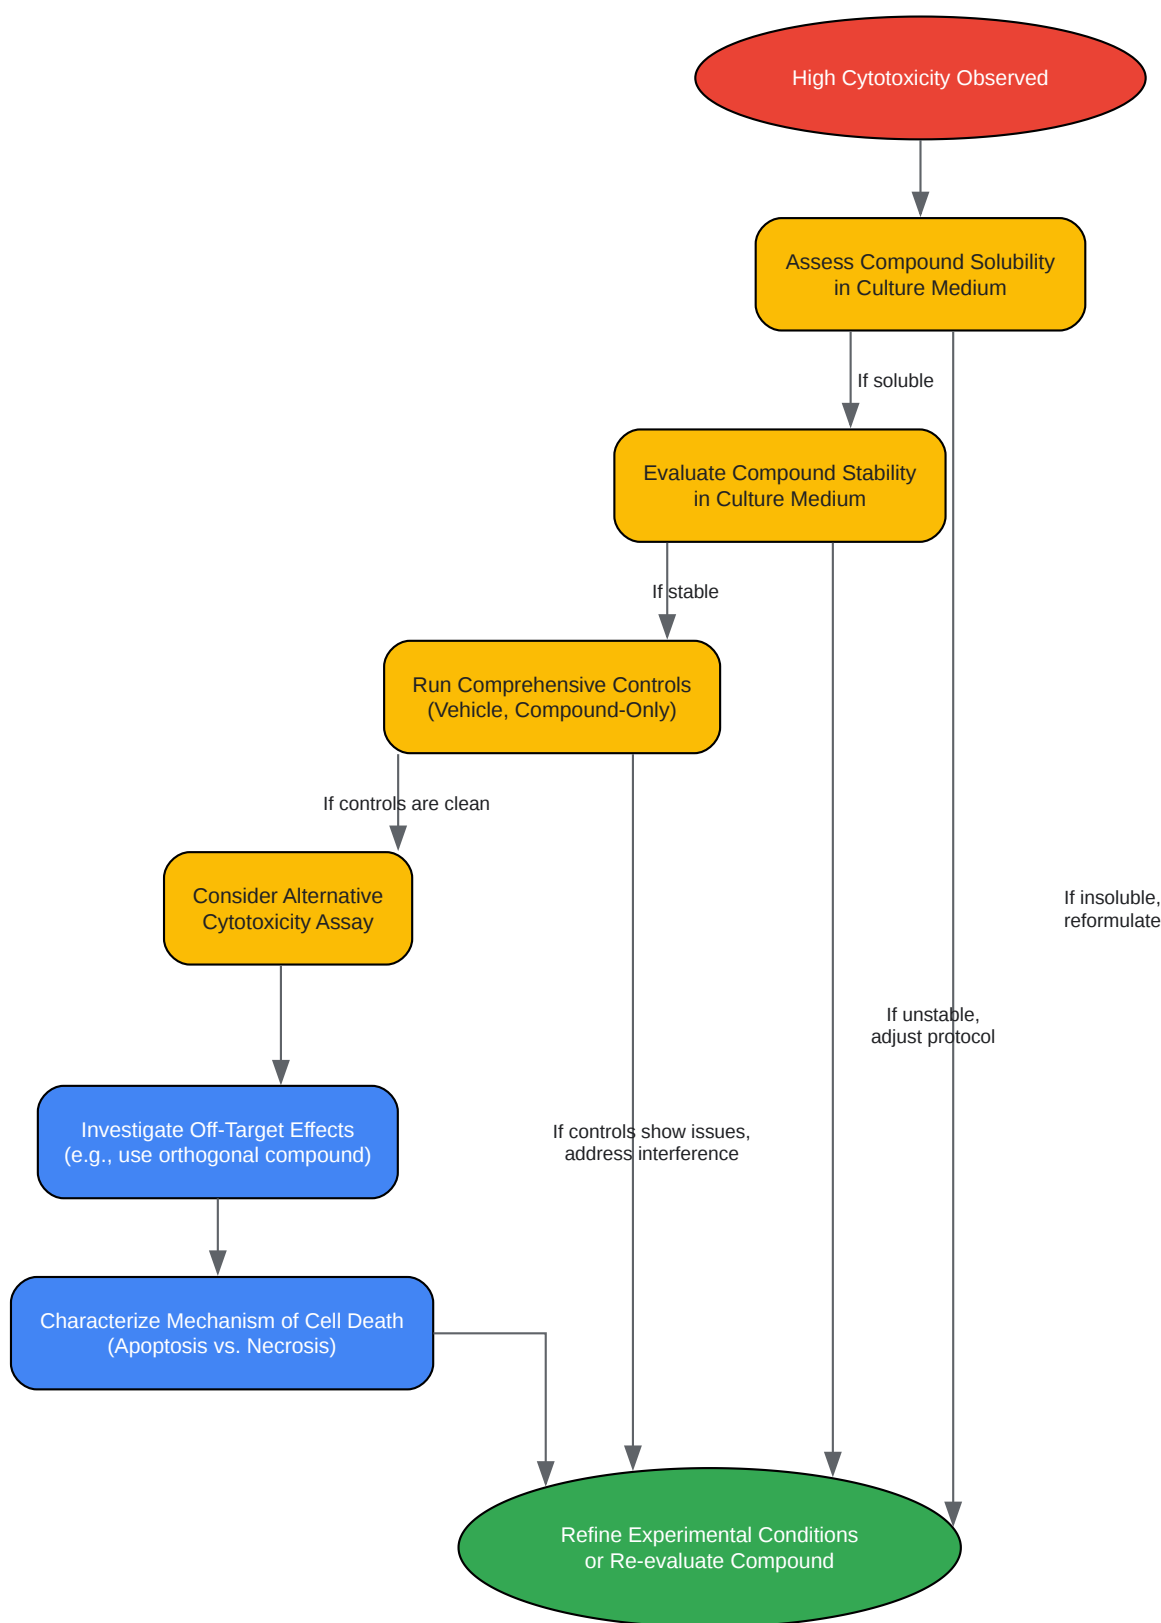 High Cytotoxicity Observed
Assess Compound Solubility
in Culture Medium
If soluble
Evaluate Compound Stability
in Culture Medium
If stable
Run Comprehensive Controls
(Vehicle, Compound-Only)
If controls are clean
Consider Alternative
Cytotoxicity Assay
If insoluble,
reformulate
If unstable,
adjust protocol
Investigate Off-Target Effects
(e.g., use orthogonal compound)
If controls show issues,
address interference
Characterize Mechanism of Cell Death
(Apoptosis vs. Necrosis)
Refine Experimental Conditions
or Re-evaluate Compound